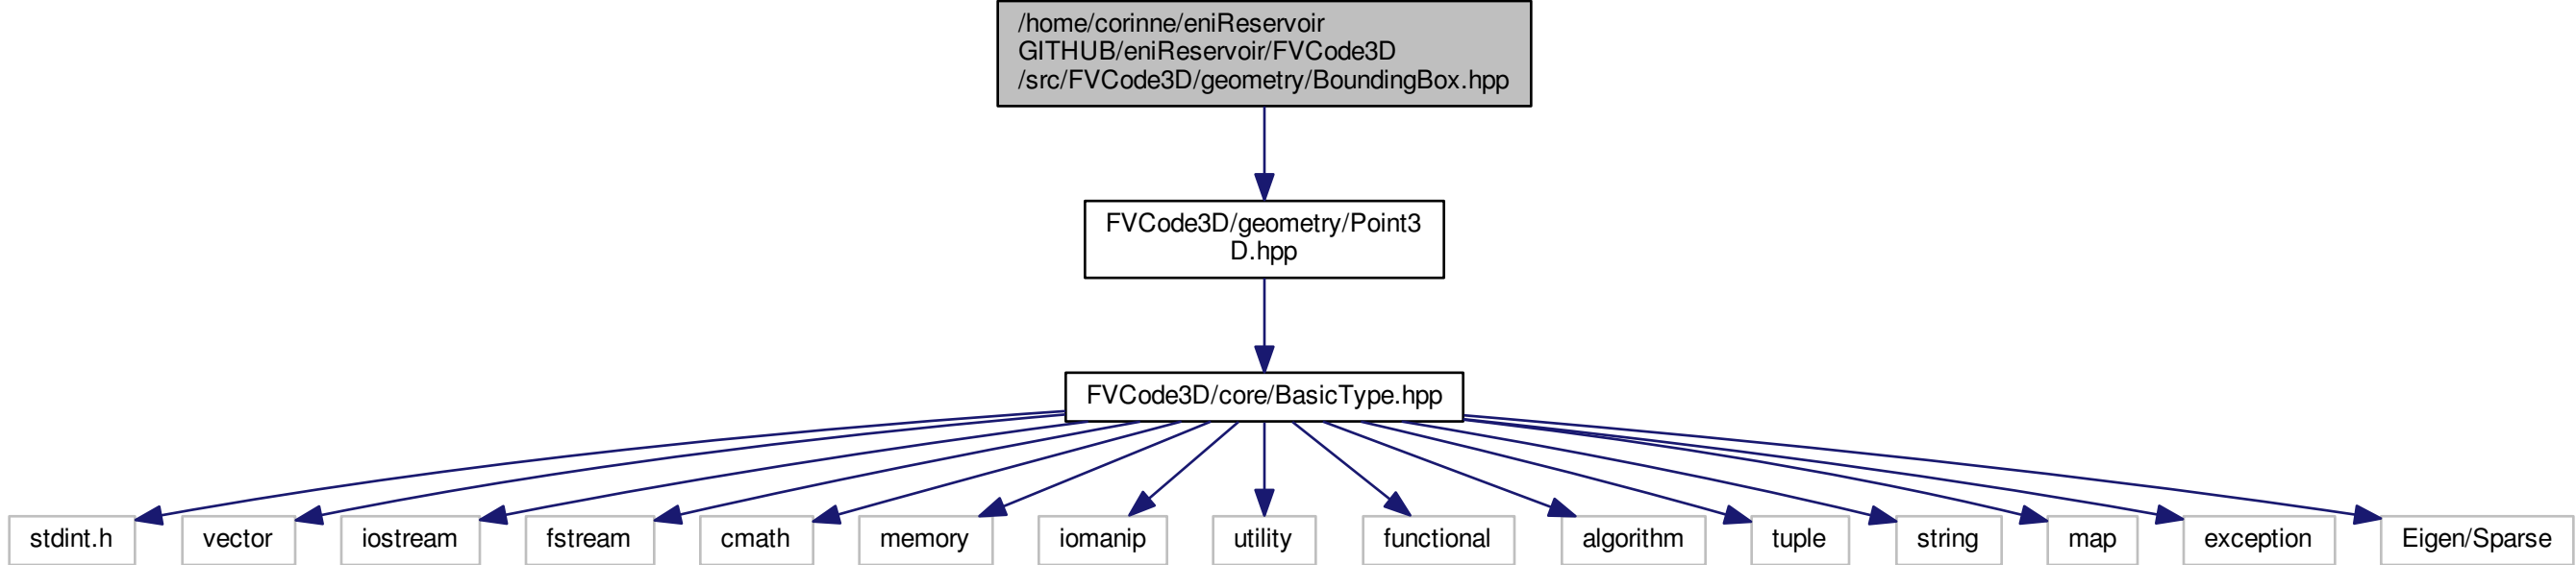 /home/corinne/eniReservoir
GITHUB/eniReservoir/FVCode3D
/src/FVCode3D/geometry/BoundingBox.hpp
FVCode3D/geometry/Point3
D.hpp
FVCode3D/core/BasicType.hpp
stdint.h
vector
iostream
fstream
cmath
memory
iomanip
utility
functional
algorithm
tuple
string
map
exception
Eigen/Sparse